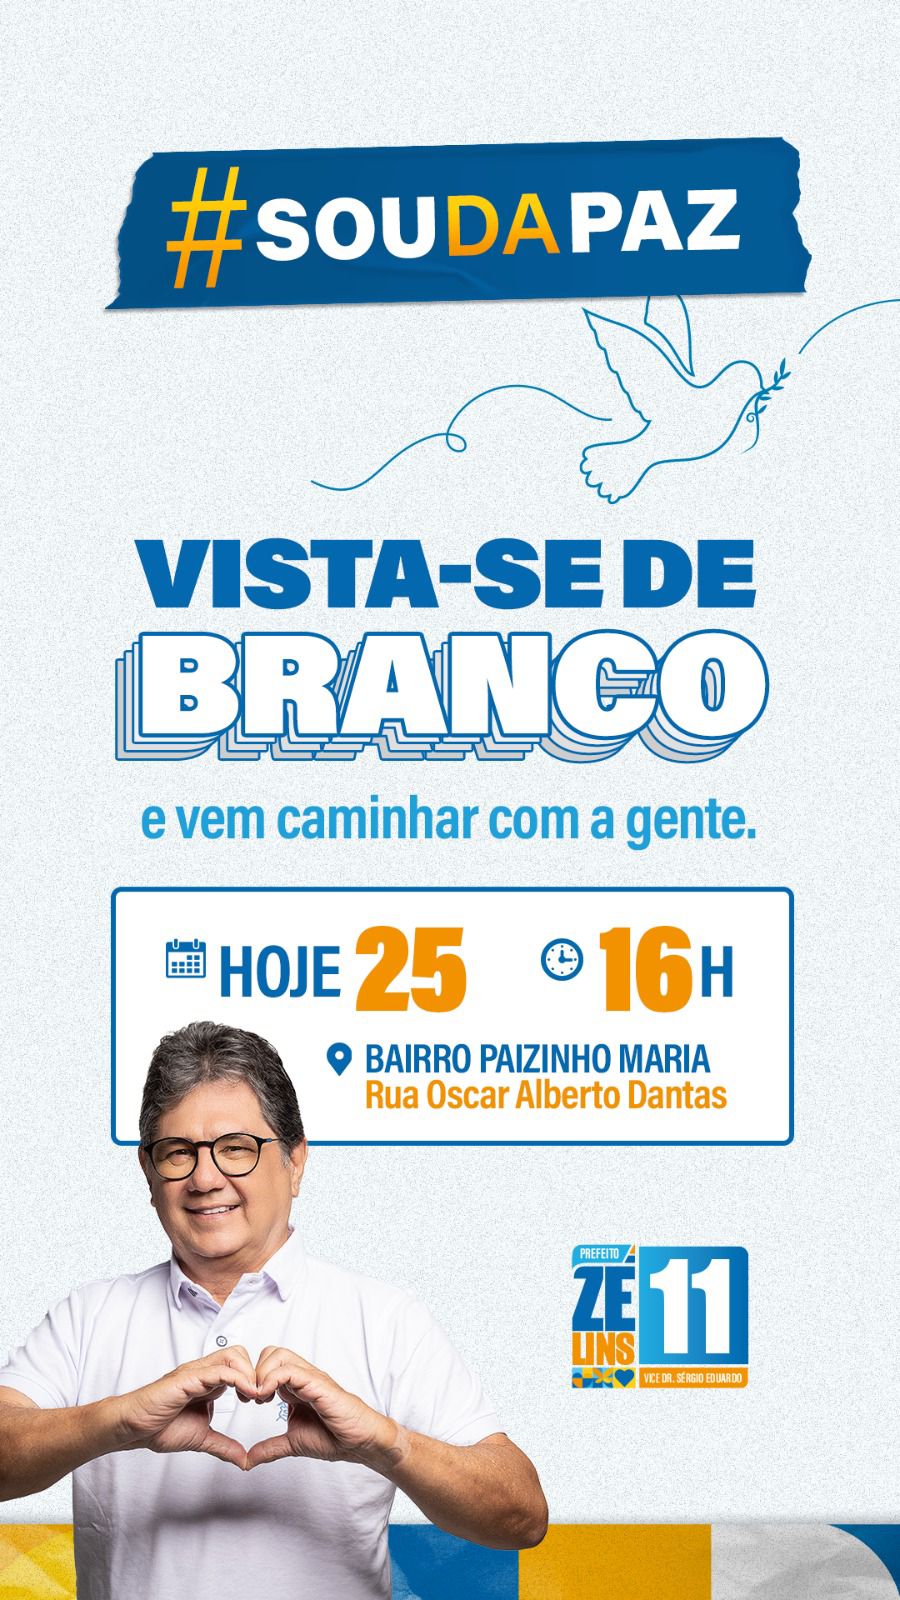 #SOUDAPAZ
VISTA-SE DE
BRANCO
e vem caminhar com a gente.
HOJE 25
16H
BAIRRO PAIZINHO MARIA
Rua Oscar Alberto Dantas
PREFEITO
ZÉ
LINS
11
VICE DR. SÉRGIO EDUARDO